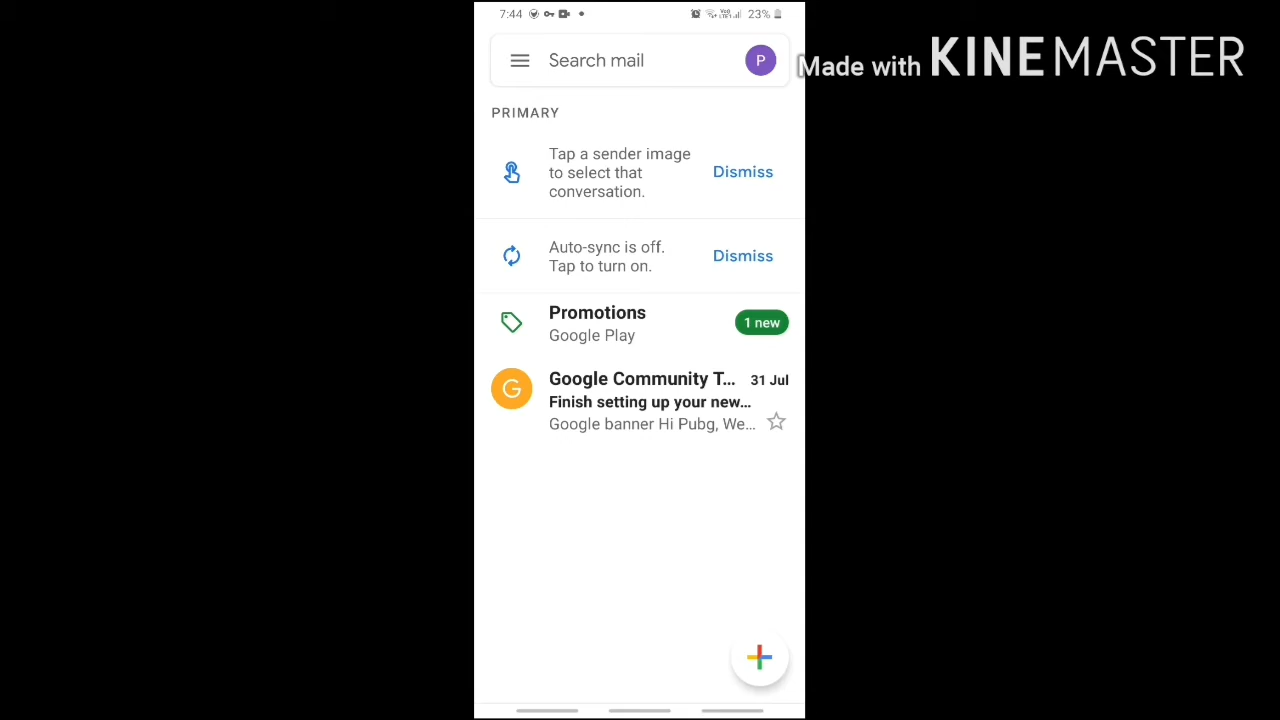 7:44
23%
Search mail
P
Made with KINEMASTER
PRIMARY
Tap a sender image
to select that
conversation.
Dismiss
Auto-sync is off.
Tap to turn on.
Dismiss
Promotions
1 new
Google Play
G
Google Community T... 31 Jul
Finish setting up your new...
Google banner Hi Pubg, We...